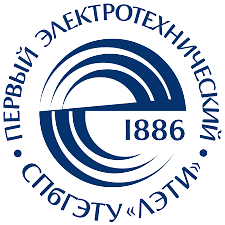 ПЕРВЫЙ ЭЛЕКТРОТЕХНИЧЕСКИЙ
1886
СПбГЭТУ «ЛЭТИ»